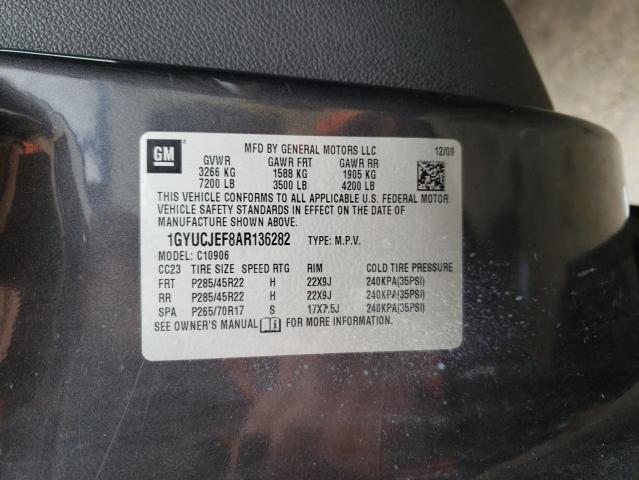 GM
MFD BY GENERAL MOTORS LLC
12/09
GVWR GAWR FRT GAWR RR
3266 KG 1588 KG 1905 KG
7200 LB 3500 LB 4200 LB
THIS VEHICLE CONFORMS TO ALL APPLICABLE U.S. FEDERAL MOTOR
VEHICLE SAFETY STANDARDS IN EFFECT ON THE DATE OF
MANUFACTURE SHOWN ABOVE.
1GYUCJEF8AR136282 TYPE: M.P.V.
MODEL: C10906
CC23 TIRE SIZE SPEED RTG RIM COLD TIRE PRESSURE
FRT P285/45R22 H 22X9J 240KPA(35PSI)
RR P285/45R22 H 22X9J 240KPA(35PSI)
SPA P265/70R17 S 17X7.5J 240KPA(35PSI)
SEE OWNER'S MANUAL FOR MORE INFORMATION.